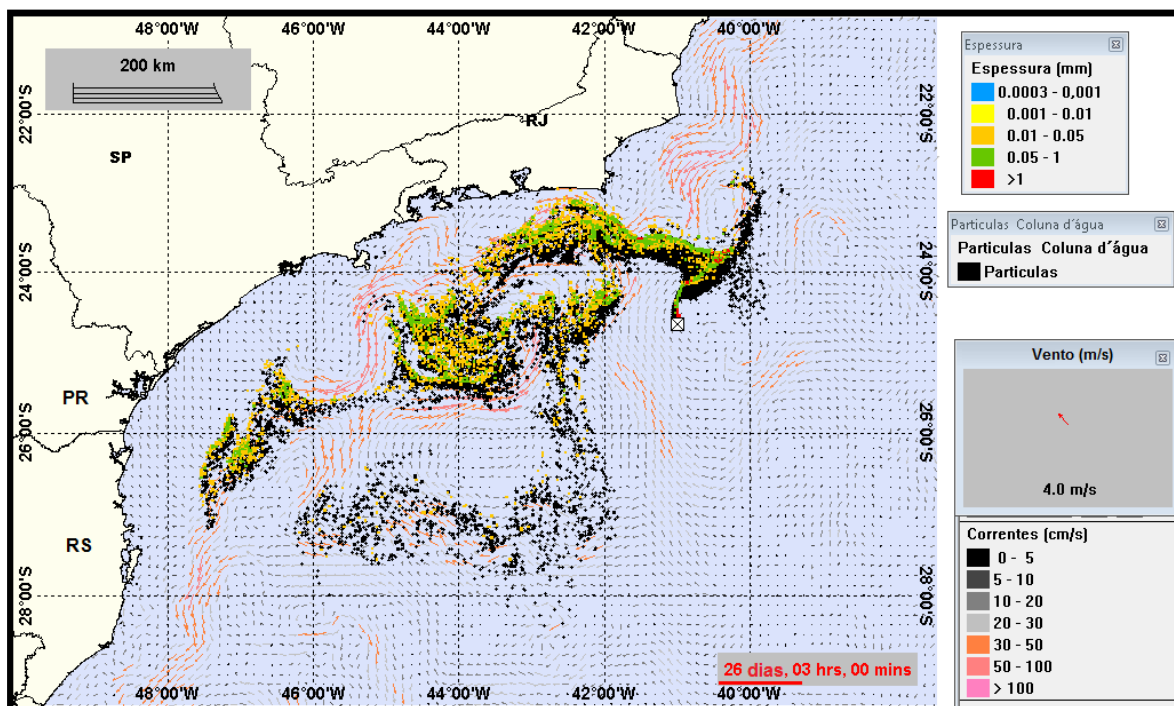 48°00'W 46°00'W 44°00'W 42°00'W 40°00'W
200 km
22°00'S 22°00'S
RJ
SP
24°00'S 24°00'S
PR
26°00'S 26°00'S
RS
28°00'S 28°00'S
26 dias, 03 hrs, 00 mins
48°00'W 46°00'W 44°00'W 42°00'W 40°00'W
Espessura
Espessura (mm)
0.0003 - 0,001
0.001 - 0.01
0.01 - 0.05
0.05 - 1
>1
Particulas Coluna d´água
Particulas Coluna d´água
Particulas
Vento (m/s)
4.0 m/s
Correntes (cm/s)
0 - 5
5 - 10
10 - 20
20 - 30
30 - 50
50 - 100
> 100